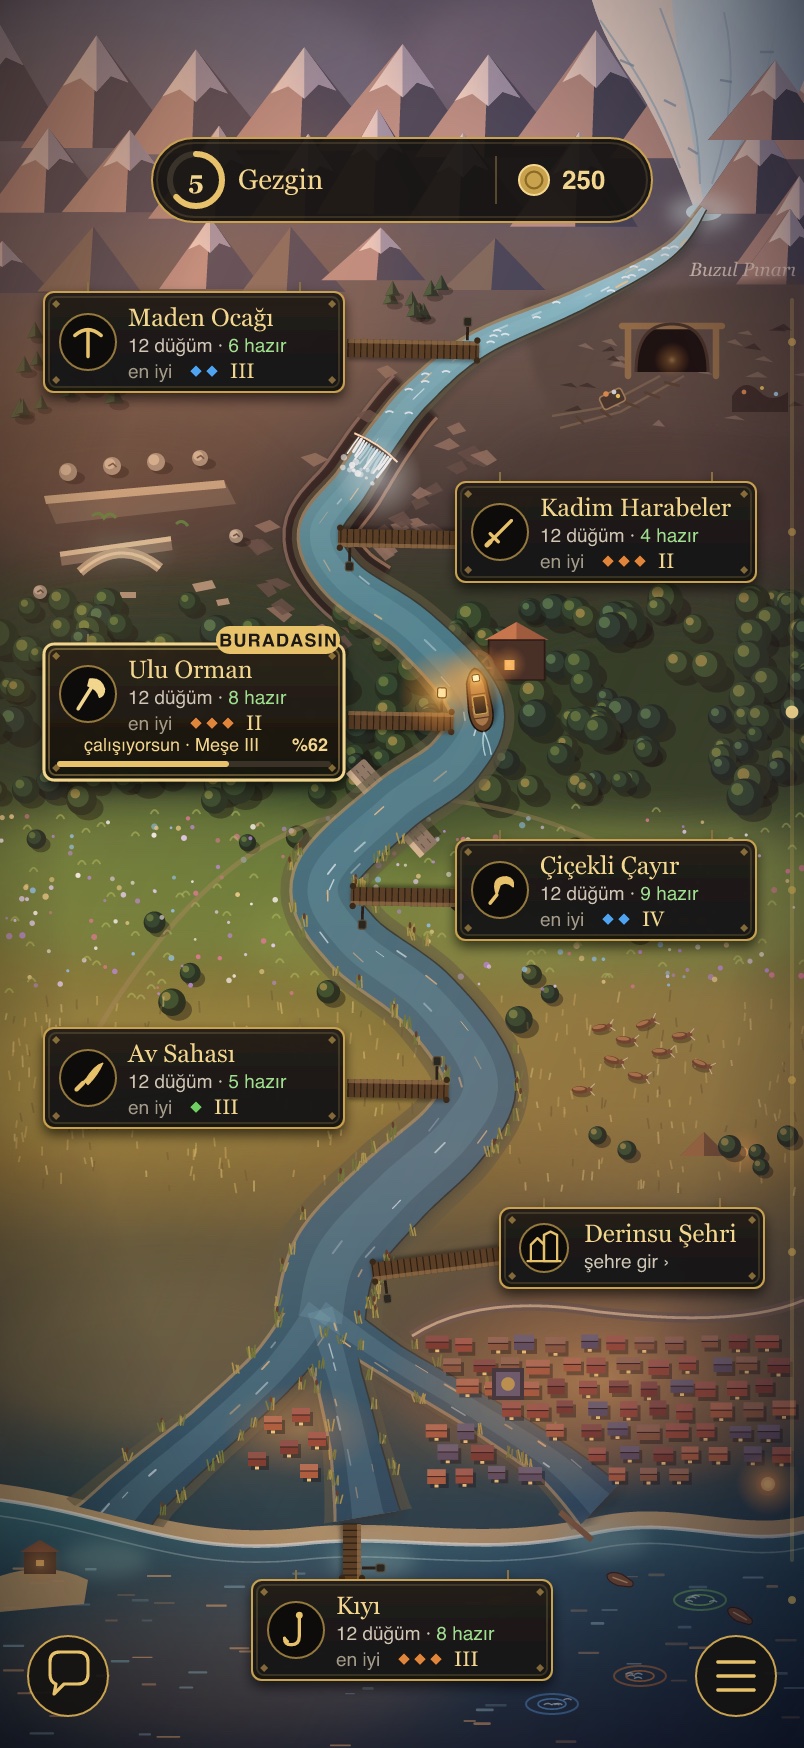 5 Gezgin 250
Buzul Pınarı
Maden Ocağı
12 düğüm · 6 hazır
en iyi III
Kadim Harabeler
12 düğüm · 4 hazır
en iyi II
BURADASIN
Ulu Orman
12 düğüm · 8 hazır
en iyi II
çalışıyorsun · Meşe III %62
Çiçekli Çayır
12 düğüm · 9 hazır
en iyi IV
Av Sahası
12 düğüm · 5 hazır
en iyi III
Derinsu Şehri
şehre gir ›
Kıyı
12 düğüm · 8 hazır
en iyi III